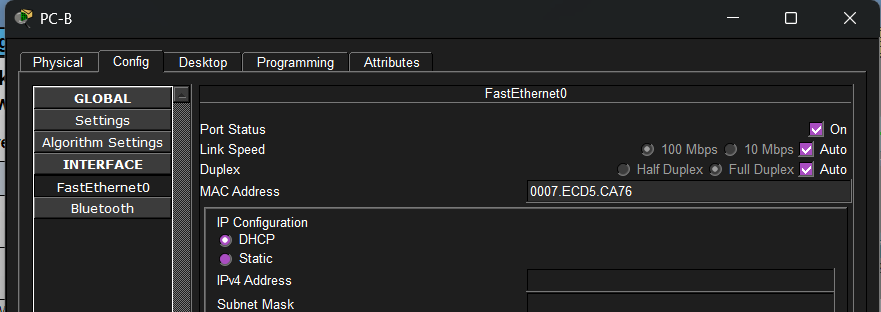 PC-B
Physical Config Desktop Programming Attributes
GLOBAL
Settings
Algorithm Settings
INTERFACE
FastEthernet0
Bluetooth
FastEthernet0
Port Status On
Link Speed 100 Mbps 10 Mbps Auto
Duplex Half Duplex Full Duplex Auto
MAC Address 0007.ECD5.CA76
IP Configuration
DHCP
Static
IPv4 Address
Subnet Mask